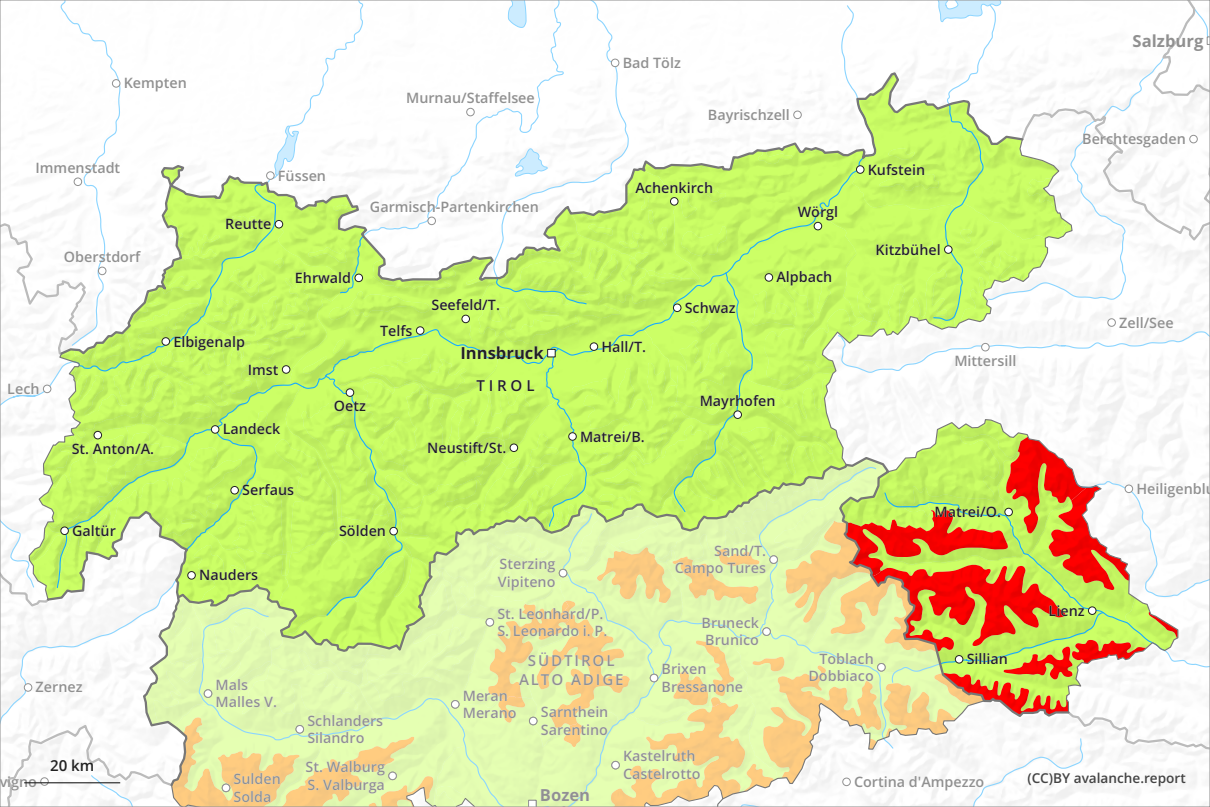 Salzburg
Bad Tölz
Kempten
Murnau/Staffelsee
Bayrischzell
Berchtesgaden
Immenstadt
Füssen
Kufstein
Achenkirch
Garmisch-Partenkirchen
Wörgl
Reutte
Kitzbühel
Oberstdorf
Ehrwald
Alpbach
Seefeld/T.
Schwaz
Telfs
Zell/See
Elbigenalp
Innsbruck
Hall/T.
Mittersill
Imst
TIROL
Lech
Oetz
Mayrhofen
Landeck
Matrei/B.
St. Anton/A.
Neustift/St.
Serfaus
Heiligenblu
Matrei/O.
Galtür
Sölden
Sand/T.
Campo Tures
Sterzing
Vipiteno
Nauders
Lienz
St. Leonhard/P.
S. Leonardo i. P.
Bruneck
Brunico
SÜDTIROL
ALTO ADIGE
Toblach
Dobbiaco
Sillian
Brixen
Bressanone
Zernez
Mals
Malles V.
Meran
Merano
Sarnthein
Sarentino
Schlanders
Silandro
Kastelruth
Castelrotto
20 km
St. Walburg
S. Valburga
Sulden
Solda
vigno
Cortina d'Ampezzo
(CC)BY avalanche.report
Bozen